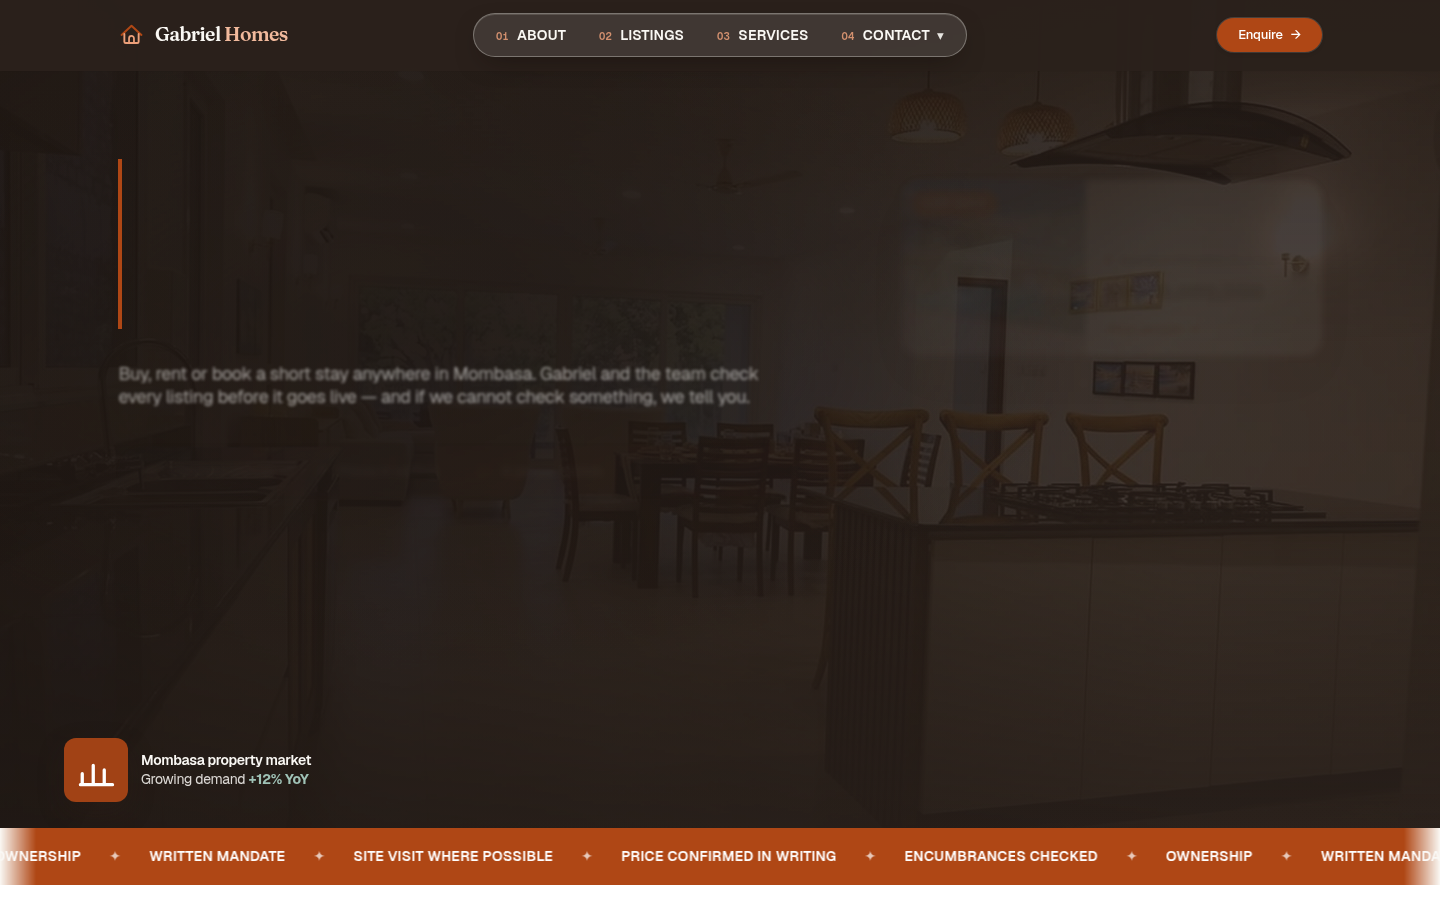 Gabriel Homes
01 ABOUT
02 LISTINGS
03 SERVICES
04 CONTACT ▾
Enquire →
Buy, rent or book a short stay anywhere in Mombasa. Gabriel and the team check
every listing before it goes live — and if we cannot check something, we tell you.
Mombasa property market
Growing demand +12% YoY
OWNERSHIP ✦ WRITTEN MANDATE ✦ SITE VISIT WHERE POSSIBLE ✦ PRICE CONFIRMED IN WRITING ✦ ENCUMBRANCES CHECKED ✦ OWNERSHIP ✦ WRITTEN MANDA